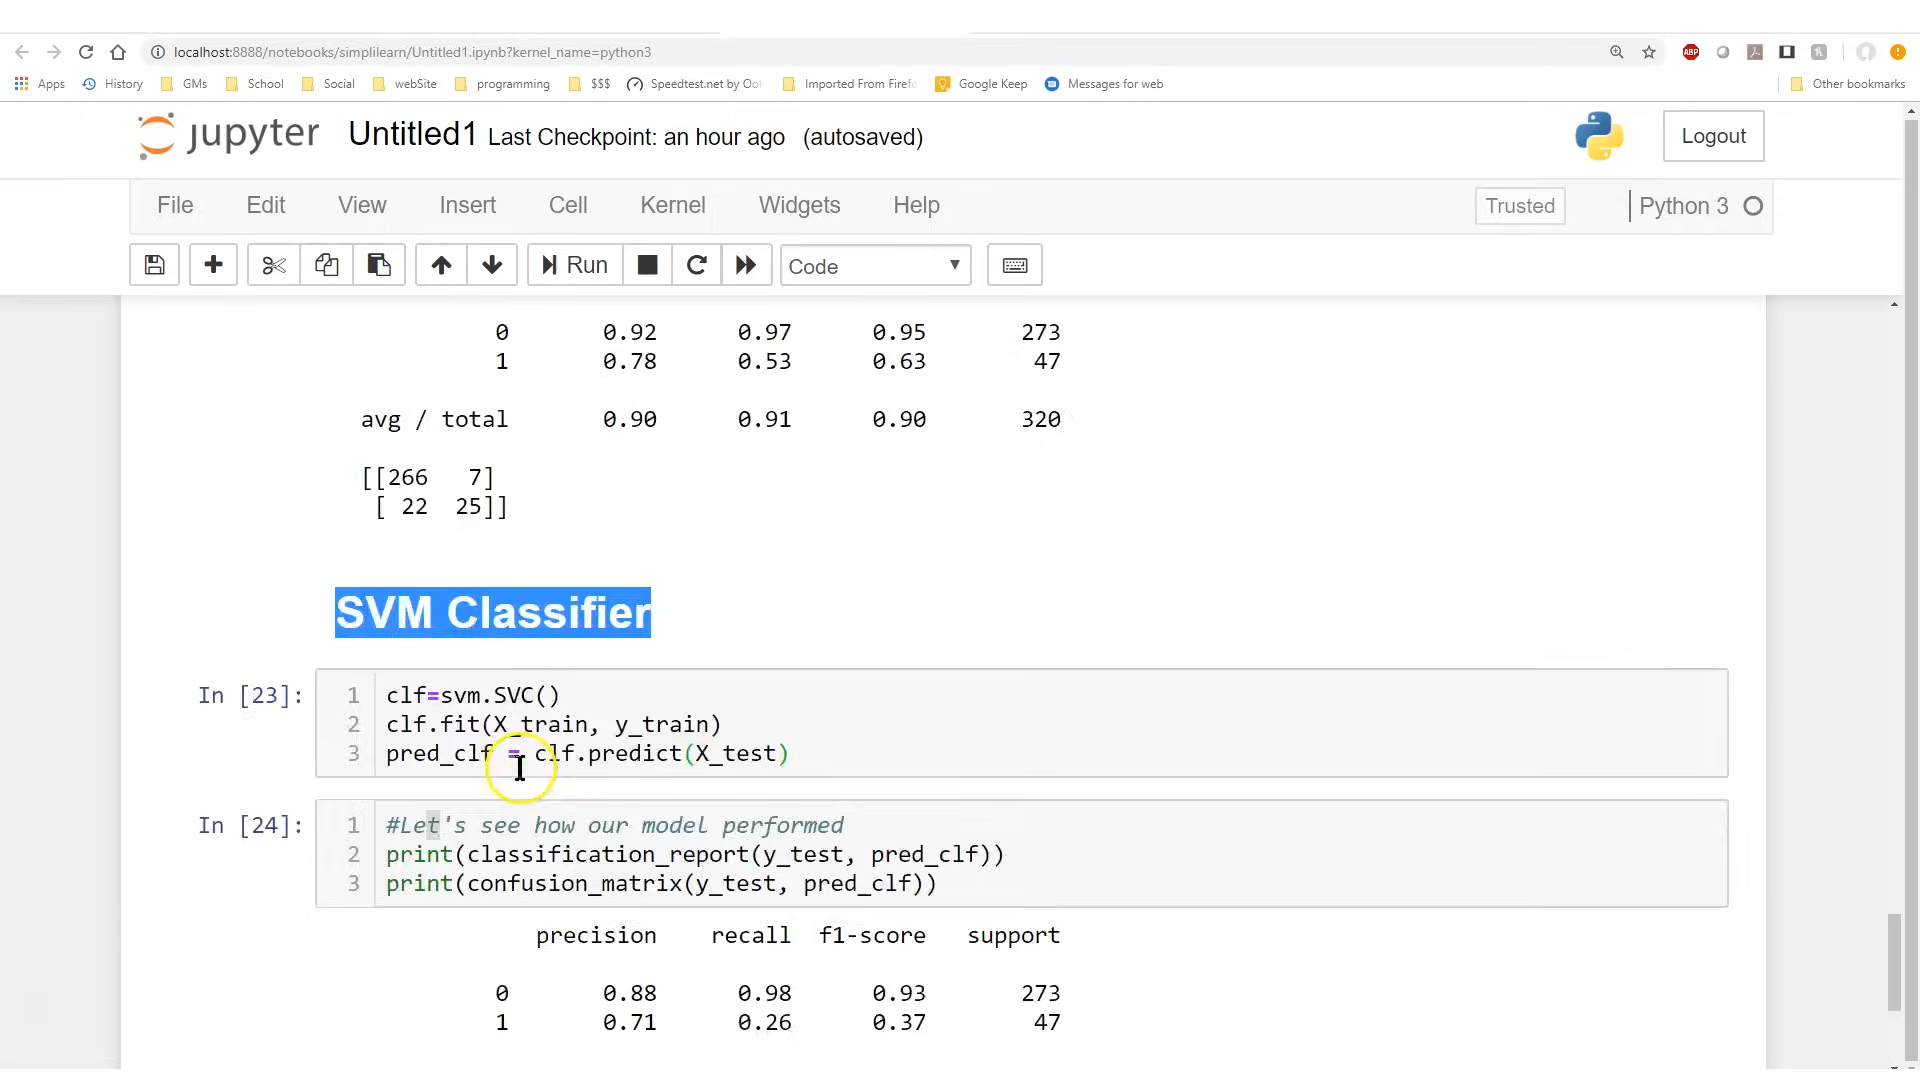 localhost:8888/notebooks/simplilearn/Untitled1.ipynb?kernel_name=python3
ABP
Apps History GMs School Social webSite programming $$$ Speedtest.net by Oo Imported From Firef Google Keep Messages for web Other bookmarks
jupyter Untitled1 Last Checkpoint: an hour ago (autosaved) Logout
File Edit View Insert Cell Kernel Widgets Help Trusted Python 3
Run Code
0 0.92 0.97 0.95 273
1 0.78 0.53 0.63 47
avg / total 0.90 0.91 0.90 320
[[266 7]
[ 22 25]]
SVM Classifier
In [23]: 1 clf=svm.SVC()
2 clf.fit(X_train, y_train)
3 pred_clf = clf.predict(X_test)
In [24]: 1 #Let's see how our model performed
2 print(classification_report(y_test, pred_clf))
3 print(confusion_matrix(y_test, pred_clf))
precision recall f1-score support
0 0.88 0.98 0.93 273
1 0.71 0.26 0.37 47